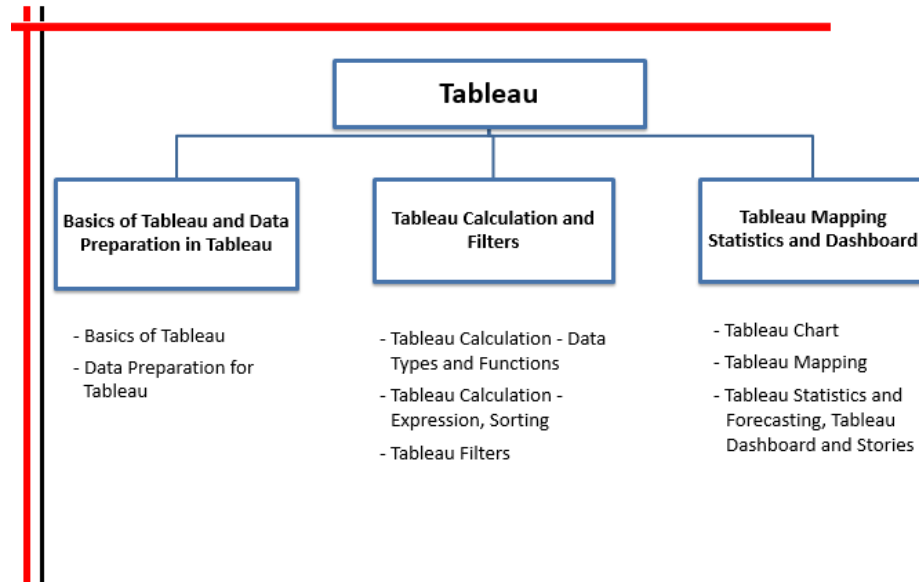 Tableau
Basics of Tableau and Data
Preparation in Tableau
- Basics of Tableau
- Data Preparation for
Tableau
Tableau Calculation and
Filters
- Tableau Calculation - Data
Types and Functions
- Tableau Calculation -
Expression, Sorting
- Tableau Filters
Tableau Mapping
Statistics and Dashboard
- Tableau Chart
- Tableau Mapping
- Tableau Statistics and
Forecasting, Tableau
Dashboard and Stories